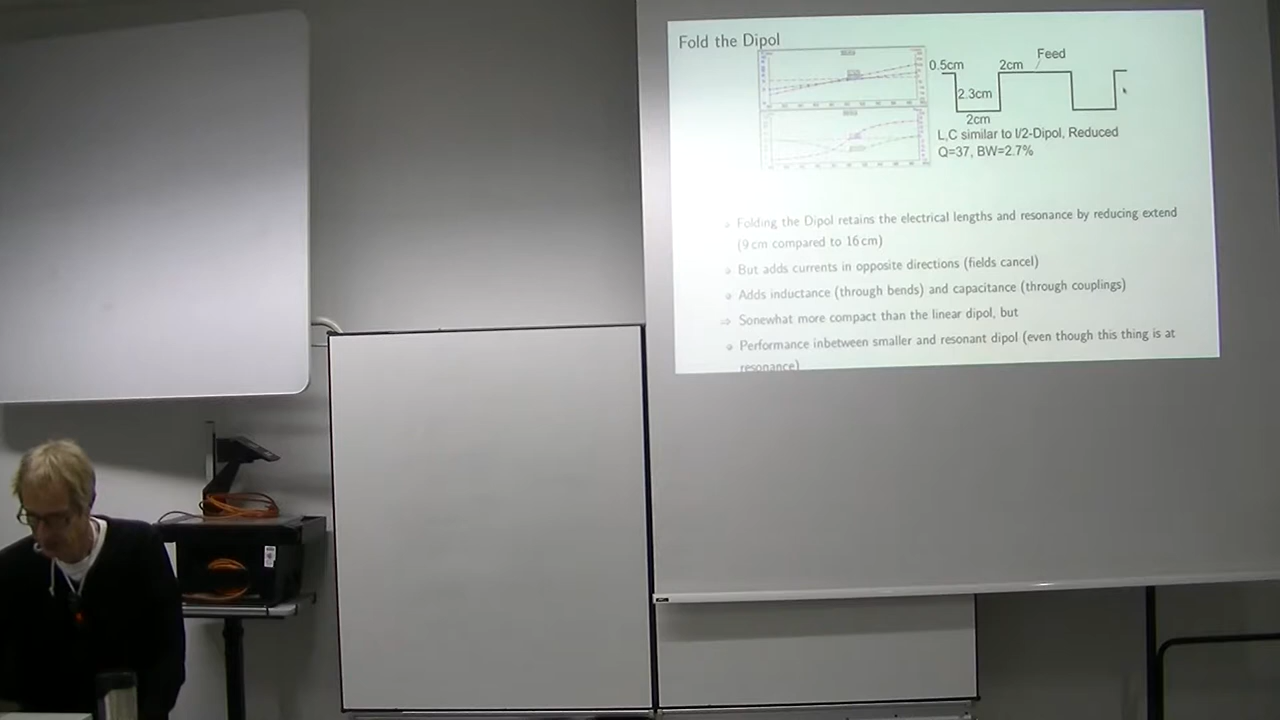 Fold the Dipol
0.5cm
2cm
Feed
2.3cm
2cm
L,C similar to l/2-Dipol, Reduced
Q=37, BW=2.7%
Folding the Dipol retains the electrical lengths and resonance by reducing extend
(9 cm compared to 16 cm)
But adds currents in opposite directions (fields cancel)
Adds inductance (through bends) and capacitance (through couplings)
⇒ Sonewhat more compact than the linear dipol, but
Performance inbetween smaller and resonant dipol (even though this thing is at
resonance)